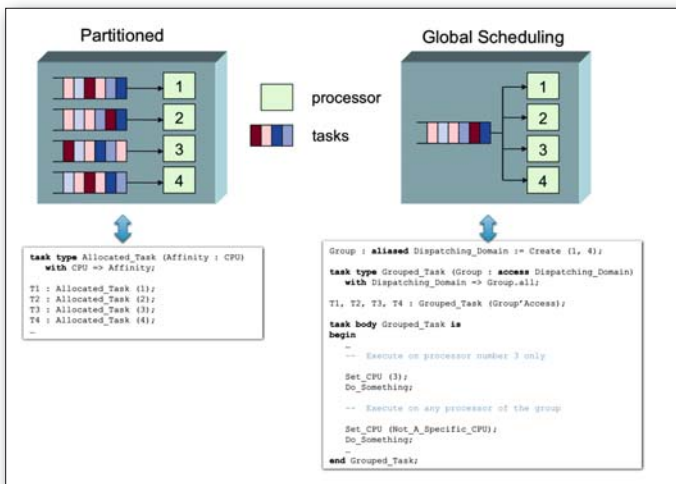 Partitioned
1
2
3
4
processor
tasks
Global Scheduling
1
2
3
4
task type Allocated_Task (Affinity : CPU)
with CPU => Affinity;
T1 : Allocated_Task (1);
T2 : Allocated_Task (2);
T3 : Allocated_Task (3);
T4 : Allocated_Task (4);
…
Group : aliased Dispatching_Domain := Create (1, 4);
task type Grouped_Task (Group : access Dispatching_Domain)
with Dispatching_Domain => Group.all;
T1, T2, T3, T4 : Grouped_Task (Group'Access);
task body Grouped_Task is
begin
…
-- Execute on processor number 3 only
Set_CPU (3);
Do_Something;
-- Execute on any processor of the group
Set_CPU (Not_A_Specific_CPU);
Do_Something;
end Grouped_Task;